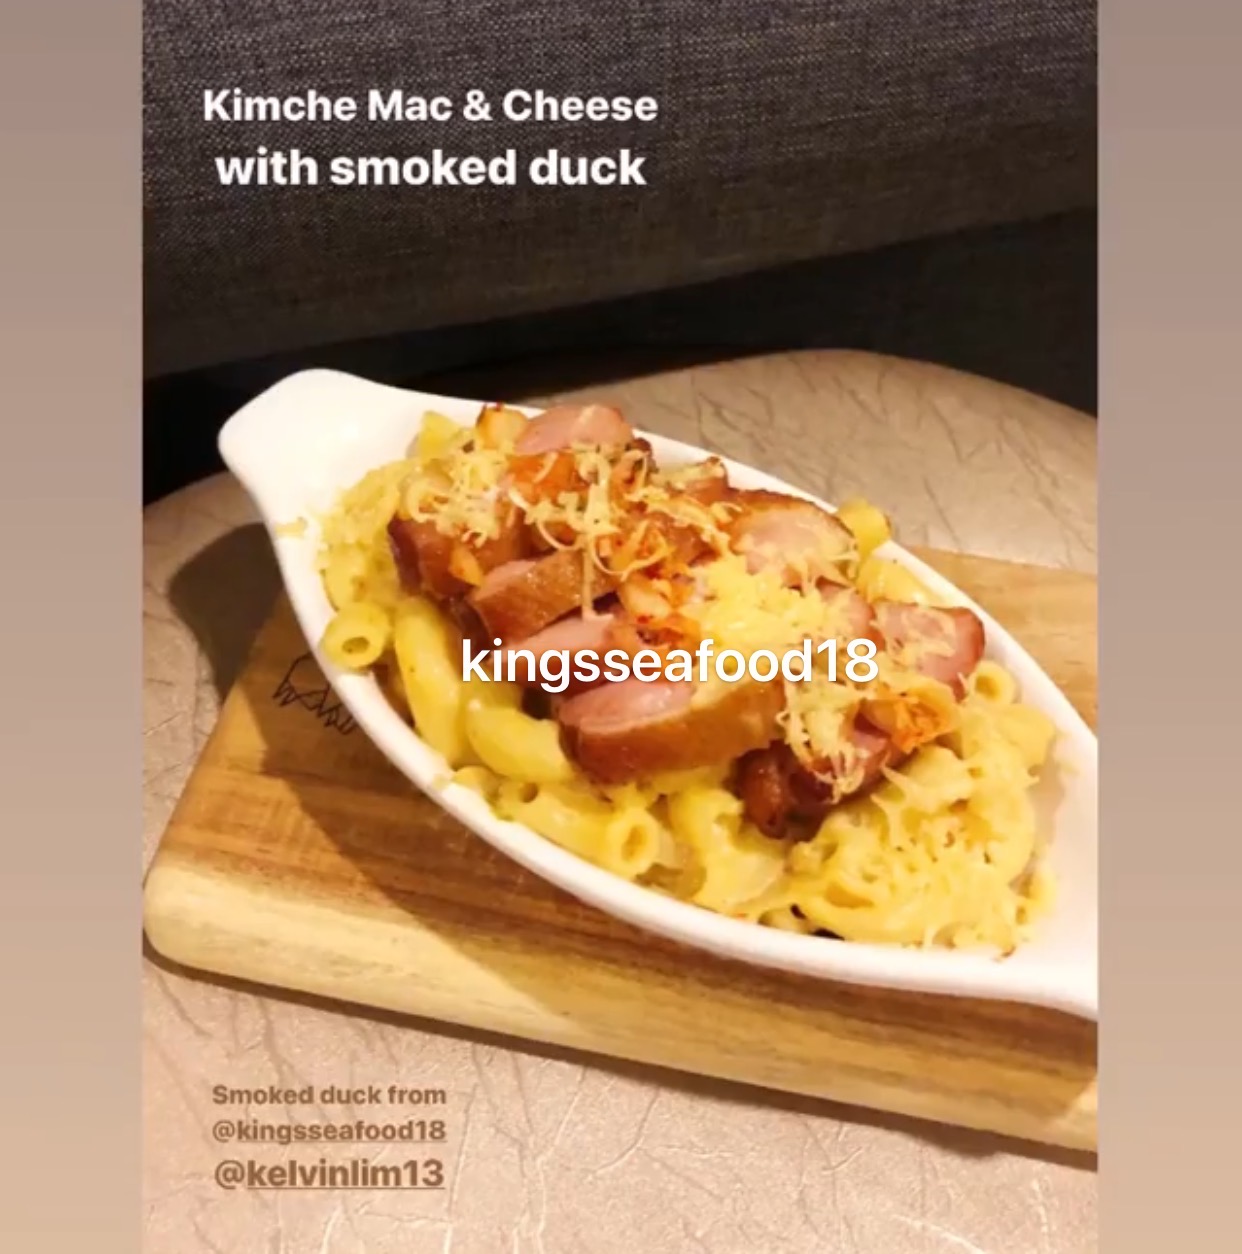 Kimche Mac & Cheese
with smoked duck
kingsseafood18
Smoked duck from
@kingsseafood18
@kelvinlim13